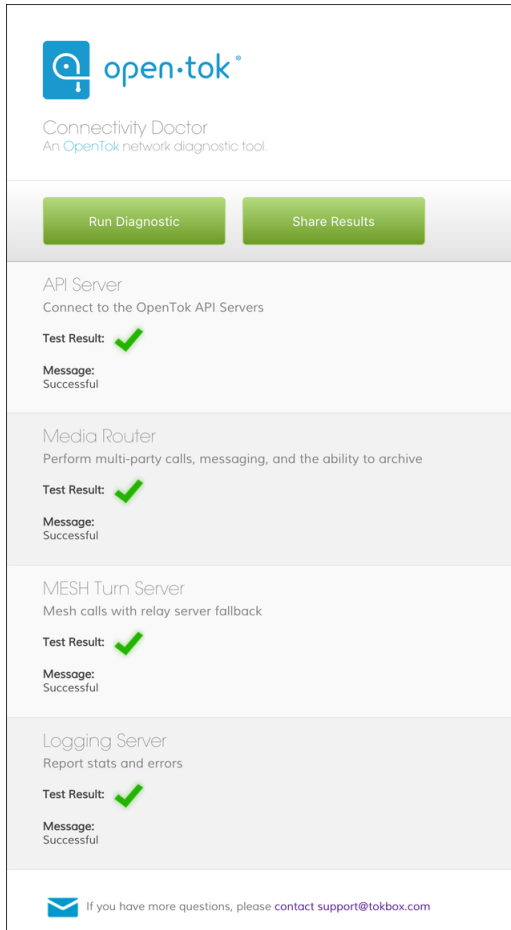 open·tok®
Connectivity Doctor
An OpenTok network diagnostic tool.
Run Diagnostic
Share Results
API Server
Connect to the OpenTok API Servers
Test Result:
Message:
Successful
Media Router
Perform multi-party calls, messaging, and the ability to archive
Test Result:
Message:
Successful
MESH Turn Server
Mesh calls with relay server fallback
Test Result:
Message:
Successful
Logging Server
Report stats and errors
Test Result:
Message:
Successful
If you have more questions, please contact support@tokbox.com